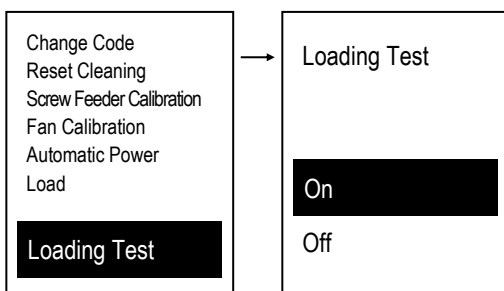 Change Code
Reset Cleaning
Screw Feeder Calibration
Fan Calibration
Automatic Power
Load
Loading Test
Loading Test
On
Off